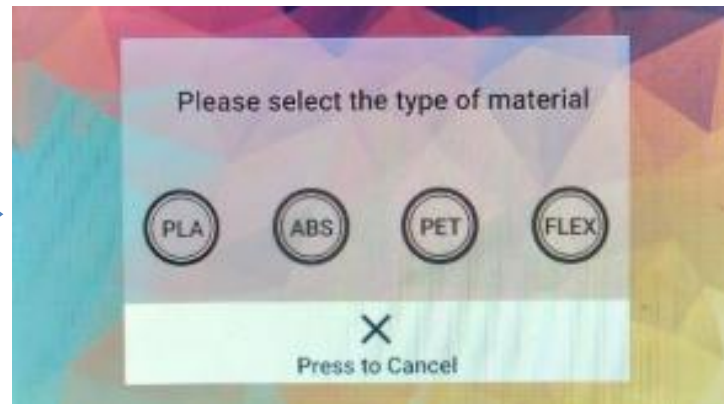 Please select the type of material
PLA ABS PET FLEX
Press to Cancel